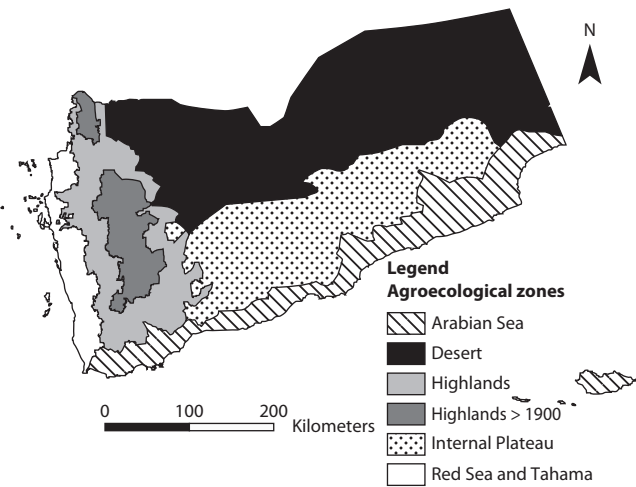 N
Legend
Agroecological zones
Arabian Sea
Desert
Highlands
Highlands > 1900
Internal Plateau
Red Sea and Tahama
0 100 200
Kilometers